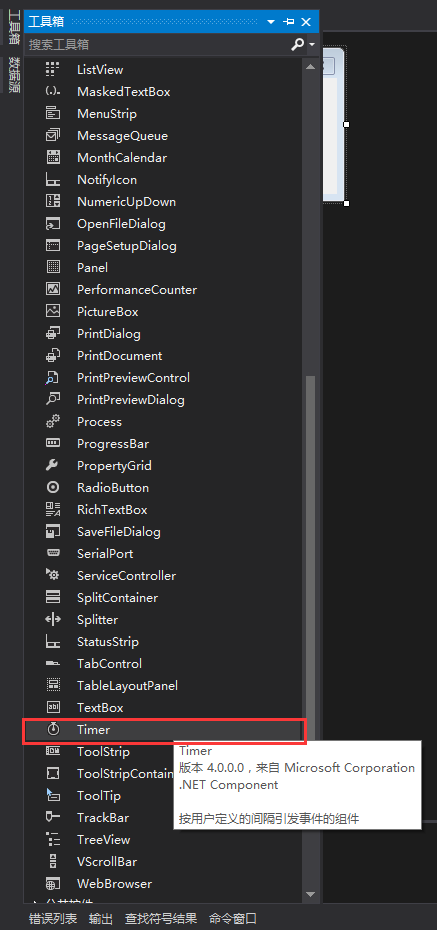 工具箱
数据源
工具箱
搜索工具箱
ListView
MaskedTextBox
MenuStrip
MessageQueue
MonthCalendar
NotifyIcon
NumericUpDown
OpenFileDialog
PageSetupDialog
Panel
PerformanceCounter
PictureBox
PrintDialog
PrintDocument
PrintPreviewControl
PrintPreviewDialog
Process
ProgressBar
PropertyGrid
RadioButton
RichTextBox
SaveFileDialog
SerialPort
ServiceController
SplitContainer
Splitter
StatusStrip
TabControl
TableLayoutPanel
TextBox
Timer
ToolStrip
ToolStripContain
ToolTip
TrackBar
TreeView
VScrollBar
WebBrowser
Timer
版本 4.0.0.0，来自 Microsoft Corporation
.NET Component
按用户定义的间隔引发事件的组件
公共控件
错误列表 输出 查找符号结果 命令窗口